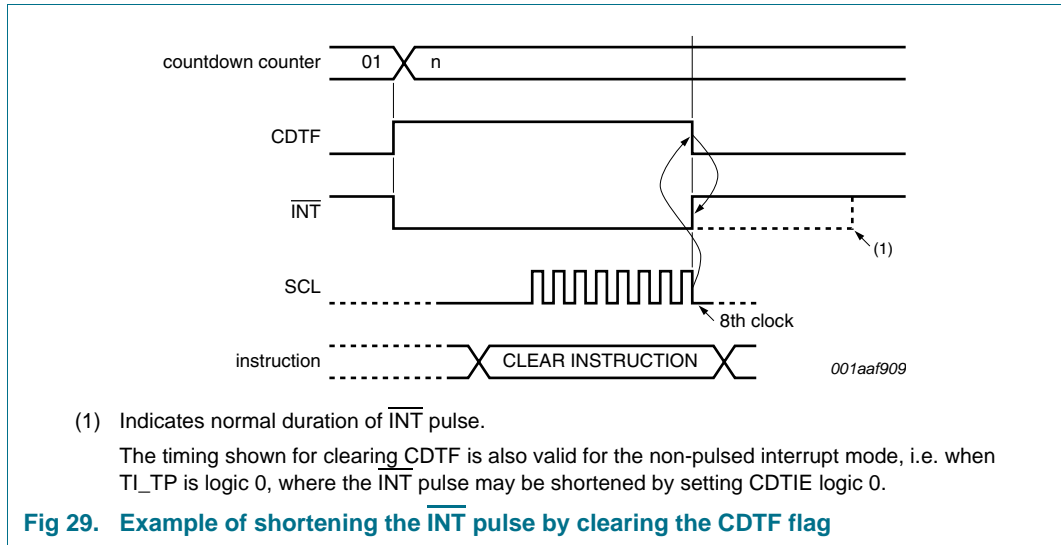 countdown counter 01 n
CDTF
INT
(1)
SCL
8th clock
instruction CLEAR INSTRUCTION
001aaf909
(1) Indicates normal duration of INT pulse.
The timing shown for clearing CDTF is also valid for the non-pulsed interrupt mode, i.e. when
TI_TP is logic 0, where the INT pulse may be shortened by setting CDTIE logic 0.
Fig 29. Example of shortening the INT pulse by clearing the CDTF flag